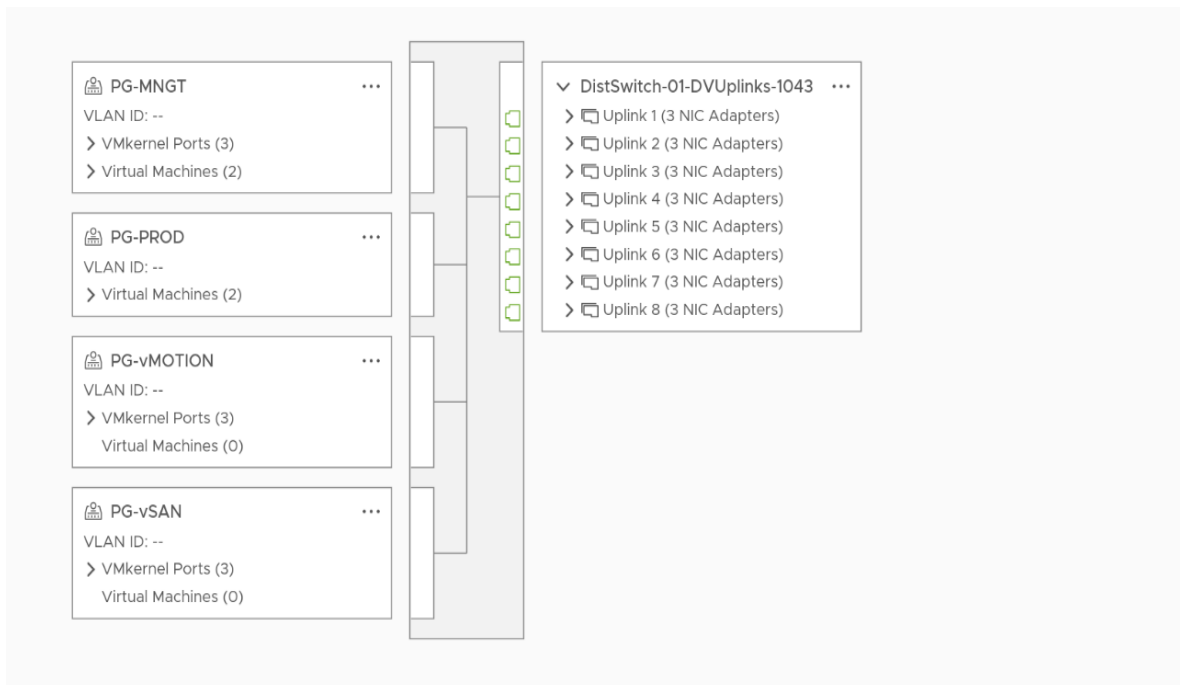 PG-MNGT ...
VLAN ID: --
VMkernel Ports (3)
Virtual Machines (2)
PG-PROD ...
VLAN ID: --
Virtual Machines (2)
PG-vMOTION ...
VLAN ID: --
VMkernel Ports (3)
Virtual Machines (0)
PG-vSAN ...
VLAN ID: --
VMkernel Ports (3)
Virtual Machines (0)
DistSwitch-01-DVUplinks-1043 ...
Uplink 1 (3 NIC Adapters)
Uplink 2 (3 NIC Adapters)
Uplink 3 (3 NIC Adapters)
Uplink 4 (3 NIC Adapters)
Uplink 5 (3 NIC Adapters)
Uplink 6 (3 NIC Adapters)
Uplink 7 (3 NIC Adapters)
Uplink 8 (3 NIC Adapters)